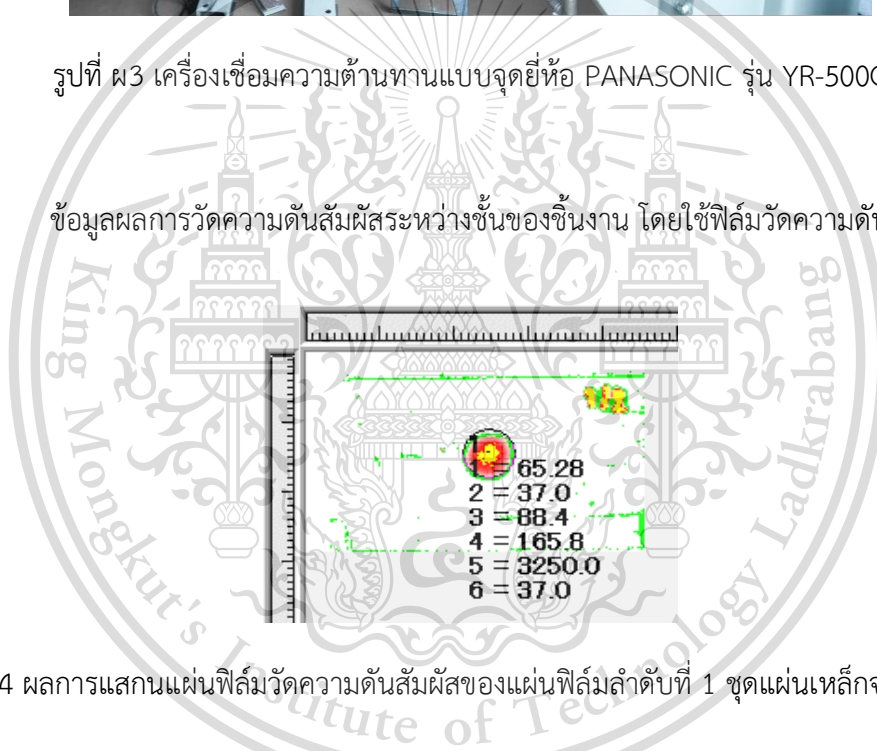 รูปที่ ผ3 เครื่องเชื่อมความต้านทานแบบจุดยี่ห้อ PANASONIC รุ่น YR-500
ข้อมูลผลการวัดความดันสัมผัสระหว่างชั้นของชิ้นงาน โดยใช้ฟิล์มวัดความดัน
1
1 = 65.28
2 = 37.0
3 = 88.4
4 = 165.8
5 = 3250.0
6 = 37.0
4 ผลการแสกนแผ่นฟิล์มวัดความดันสัมผัสของแผ่นฟิล์มลำดับที่ 1 ชุดแผ่นเหล็ก
King Mongkut's Institute of Technology Ladkrabang